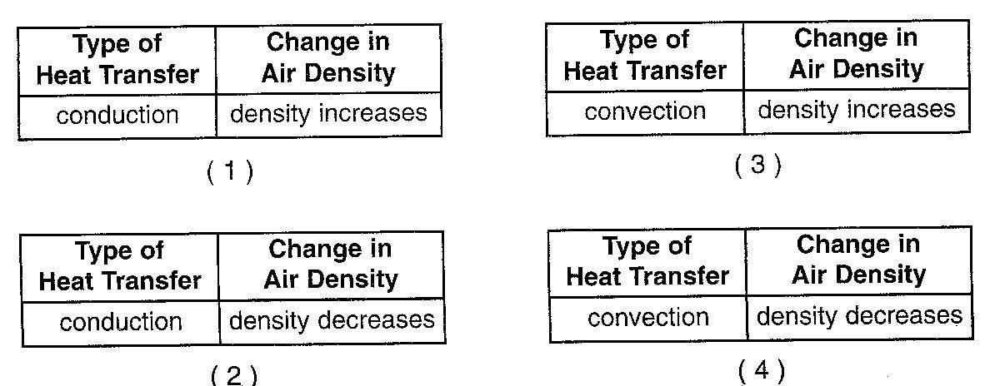 Type of Heat Transfer
Change in Air Density
conduction
density increases
( 1 )
Type of Heat Transfer
Change in Air Density
conduction
density decreases
( 2 )
Type of Heat Transfer
Change in Air Density
convection
density increases
( 3 )
Type of Heat Transfer
Change in Air Density
convection
density decreases
( 4 )